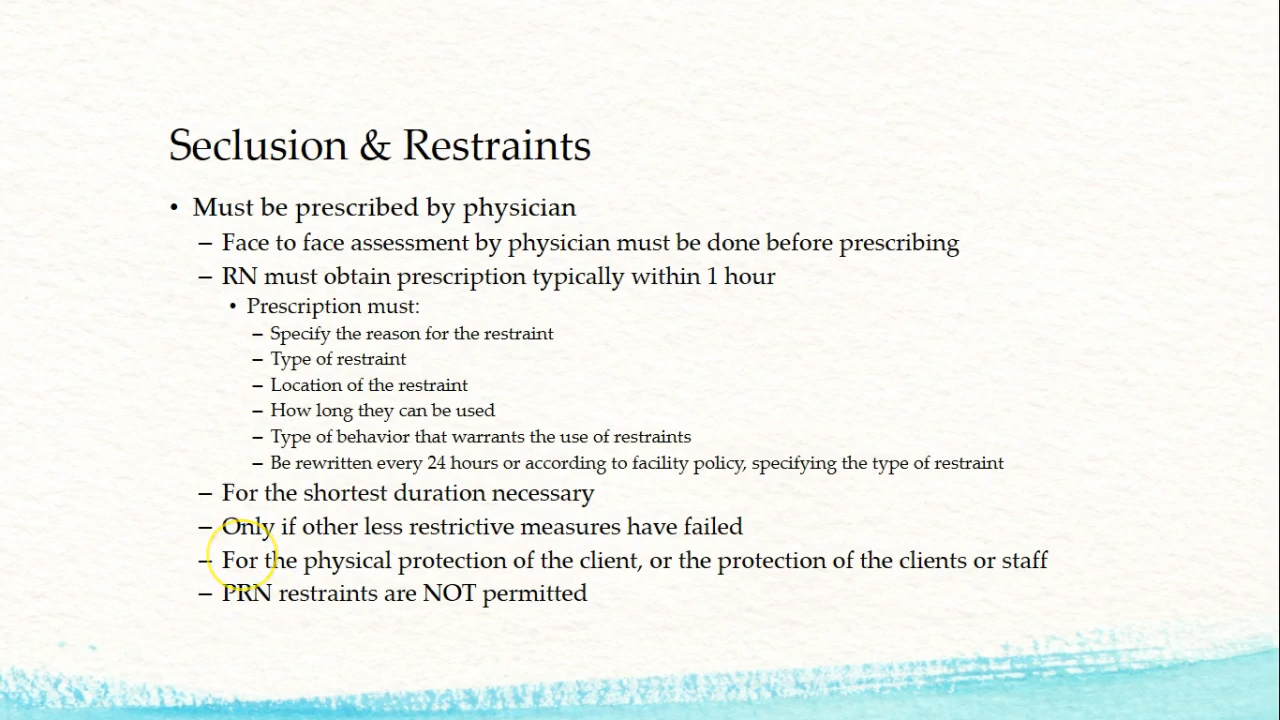 Seclusion & Restraints
• Must be prescribed by physician
– Face to face assessment by physician must be done before prescribing
– RN must obtain prescription typically within 1 hour
• Prescription must:
– Specify the reason for the restraint
– Type of restraint
– Location of the restraint
– How long they can be used
– Type of behavior that warrants the use of restraints
– Be rewritten every 24 hours or according to facility policy, specifying the type of restraint
– For the shortest duration necessary
– Only if other less restrictive measures have failed
– For the physical protection of the client, or the protection of the clients or staff
– PRN restraints are NOT permitted